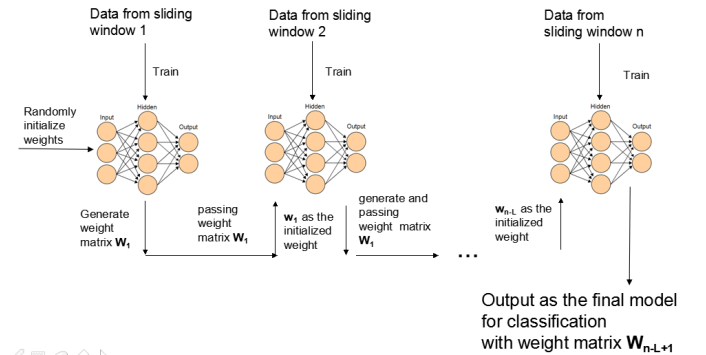 Data from sliding
window 1
Data from sliding
window 2
Data from
sliding window n
Train
Train
Train
Randomly
initialize
weights
Input
Hidden
Output
Input
Hidden
Output
Input
Hidden
Output
Generate
weight
matrix W1
passing
weight
matrix W1
w1 as the
initialized
weight
generate and
passing
weight matrix
W1
...
wn-L as the
initialized
weight
Output as the final model
for classification
with weight matrix Wn-L+1